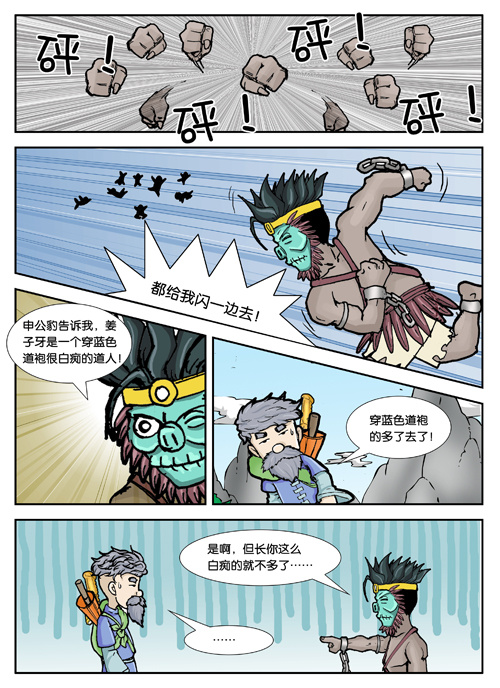 砰！
砰！
砰！
砰！
都给我闪一边去！
申公豹告诉我，姜
子牙是一个穿蓝色
道袍很白痴的道人！
穿蓝色道袍
的多了去了！
是啊，但长你这么
白痴的就不多了……
……